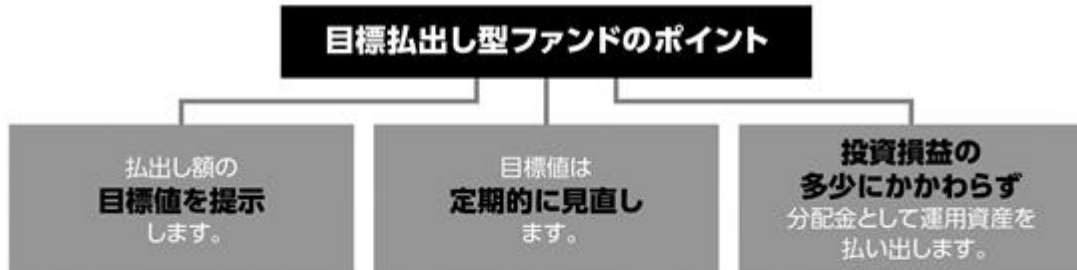 目標払出し型ファンドのポイント
払出し額の
目標値を提示
します。
目標値は
定期的に見直し
ます。
投資損益の
多少にかかわらず
分配金として運用資産を
払い出します。